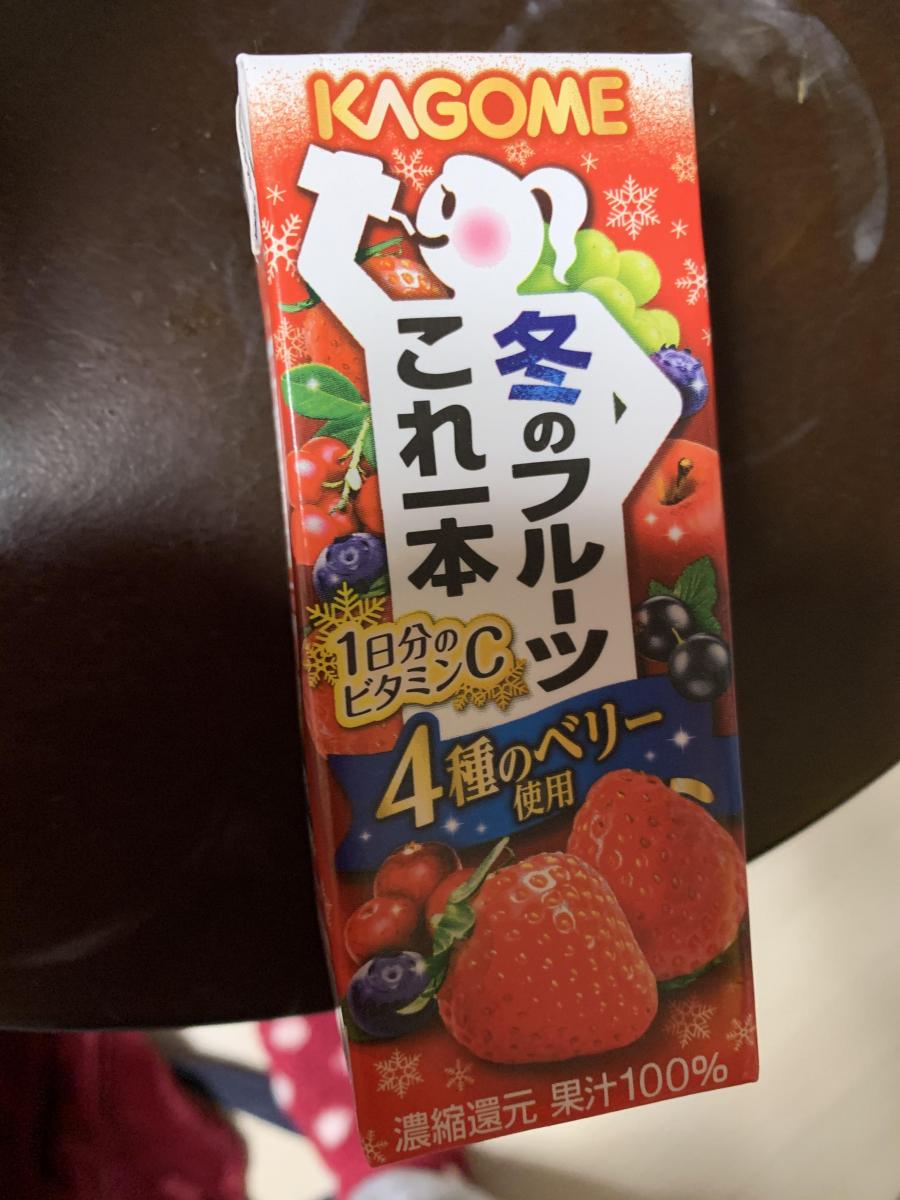 KAGOME
冬のフルーツ
これ一本
1日分の
ビタミンC
4種のベリー
使用
濃縮還元 果汁100%